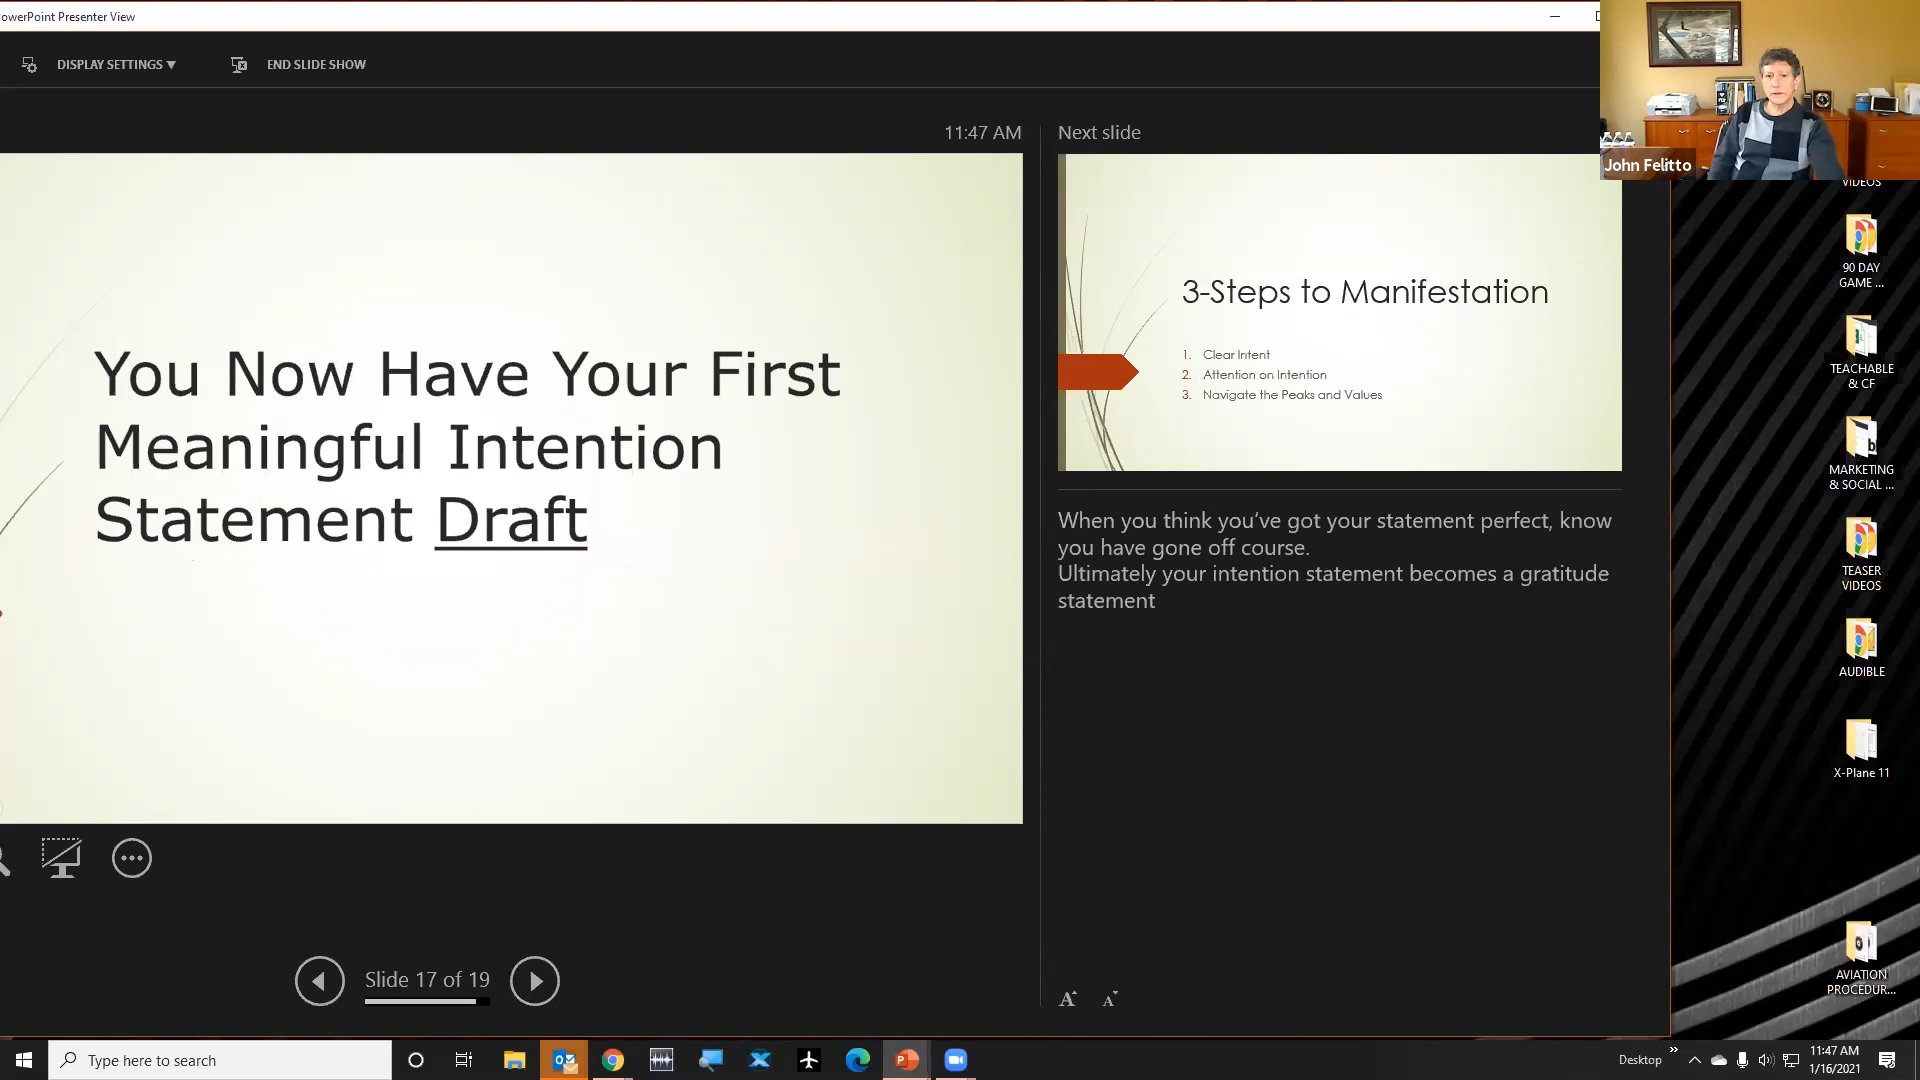 owerPoint Presenter View
DISPLAY SETTINGS
END SLIDE SHOW
11:47 AM
You Now Have Your First
Meaningful Intention
Statement Draft
Slide 17 of 19
Next slide
3-Steps to Manifestation
1. Clear Intent
2. Attention on Intention
3. Navigate the Peaks and Values
When you think you've got your statement perfect, know
you have gone off course.
Ultimately your intention statement becomes a gratitude
statement
A A
John Felitto
VIDEOS
90 DAY
GAME ...
TEACHABLE
& CF
MARKETING
& SOCIAL ...
TEASER
VIDEOS
AUDIBLE
X-Plane 11
AVIATION
PROCEDUR...
Type here to search
Desktop
11:47 AM
1/16/2021